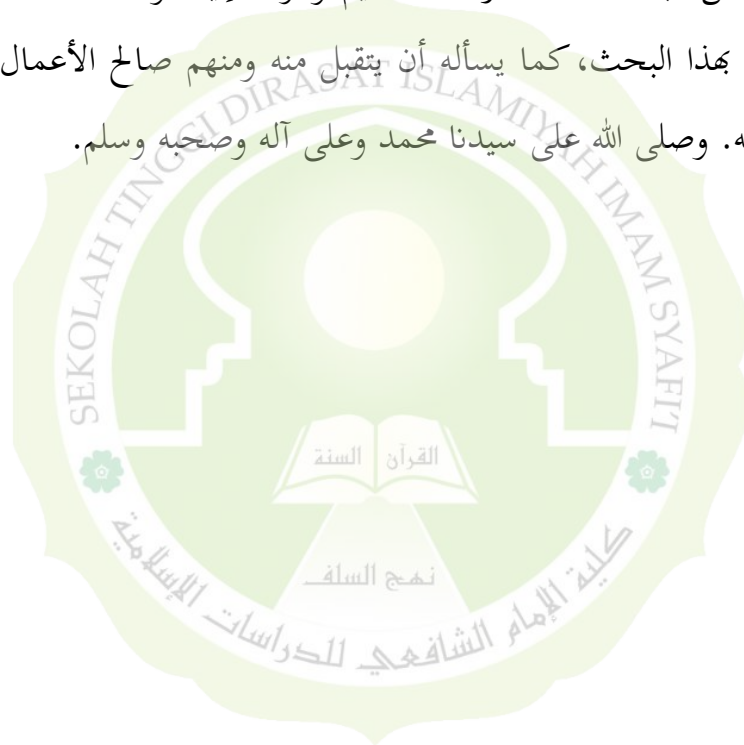 بهذا البحث، كما يسأله أن يتقبل منه ومنهم صالح الأعمال
ه. وصلى الله على سيدنا محمد وعلى آله وصحبه وسلم.
SEKOLAH TINGGI DIRASAT ISLAMIYAH IMAM SYAFI'I
القرآن السنة
نهج السلف
كلية الإمام الشافعي للدراسات الإسلامية